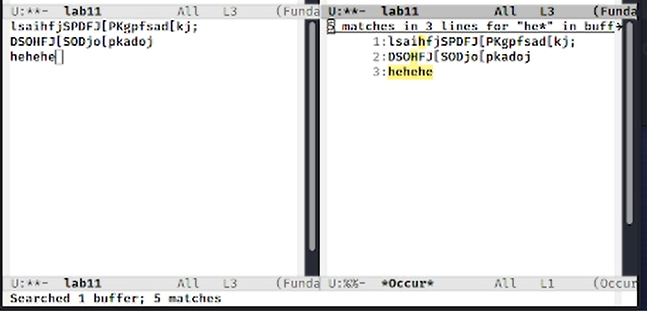 U:**-  lab11          All   L3      (Funda
lsaihfjSPDFJ[PKgpfsad[kj;
DSOHFJ[SODjo[pkadoj
hehehe
U:**-  lab11          All   L3      (Funda
Searched 1 buffer; 5 matches
U:**-  lab11          All   L3      (Funda
5 matches in 3 lines for "he*" in buff
1:lsaihfjSPDFJ[PKgpfsad[kj;
2:DSOHFJ[SODjo[pkadoj
3:hehehe
U:%%-  *Occur*        All   L1      (Occur